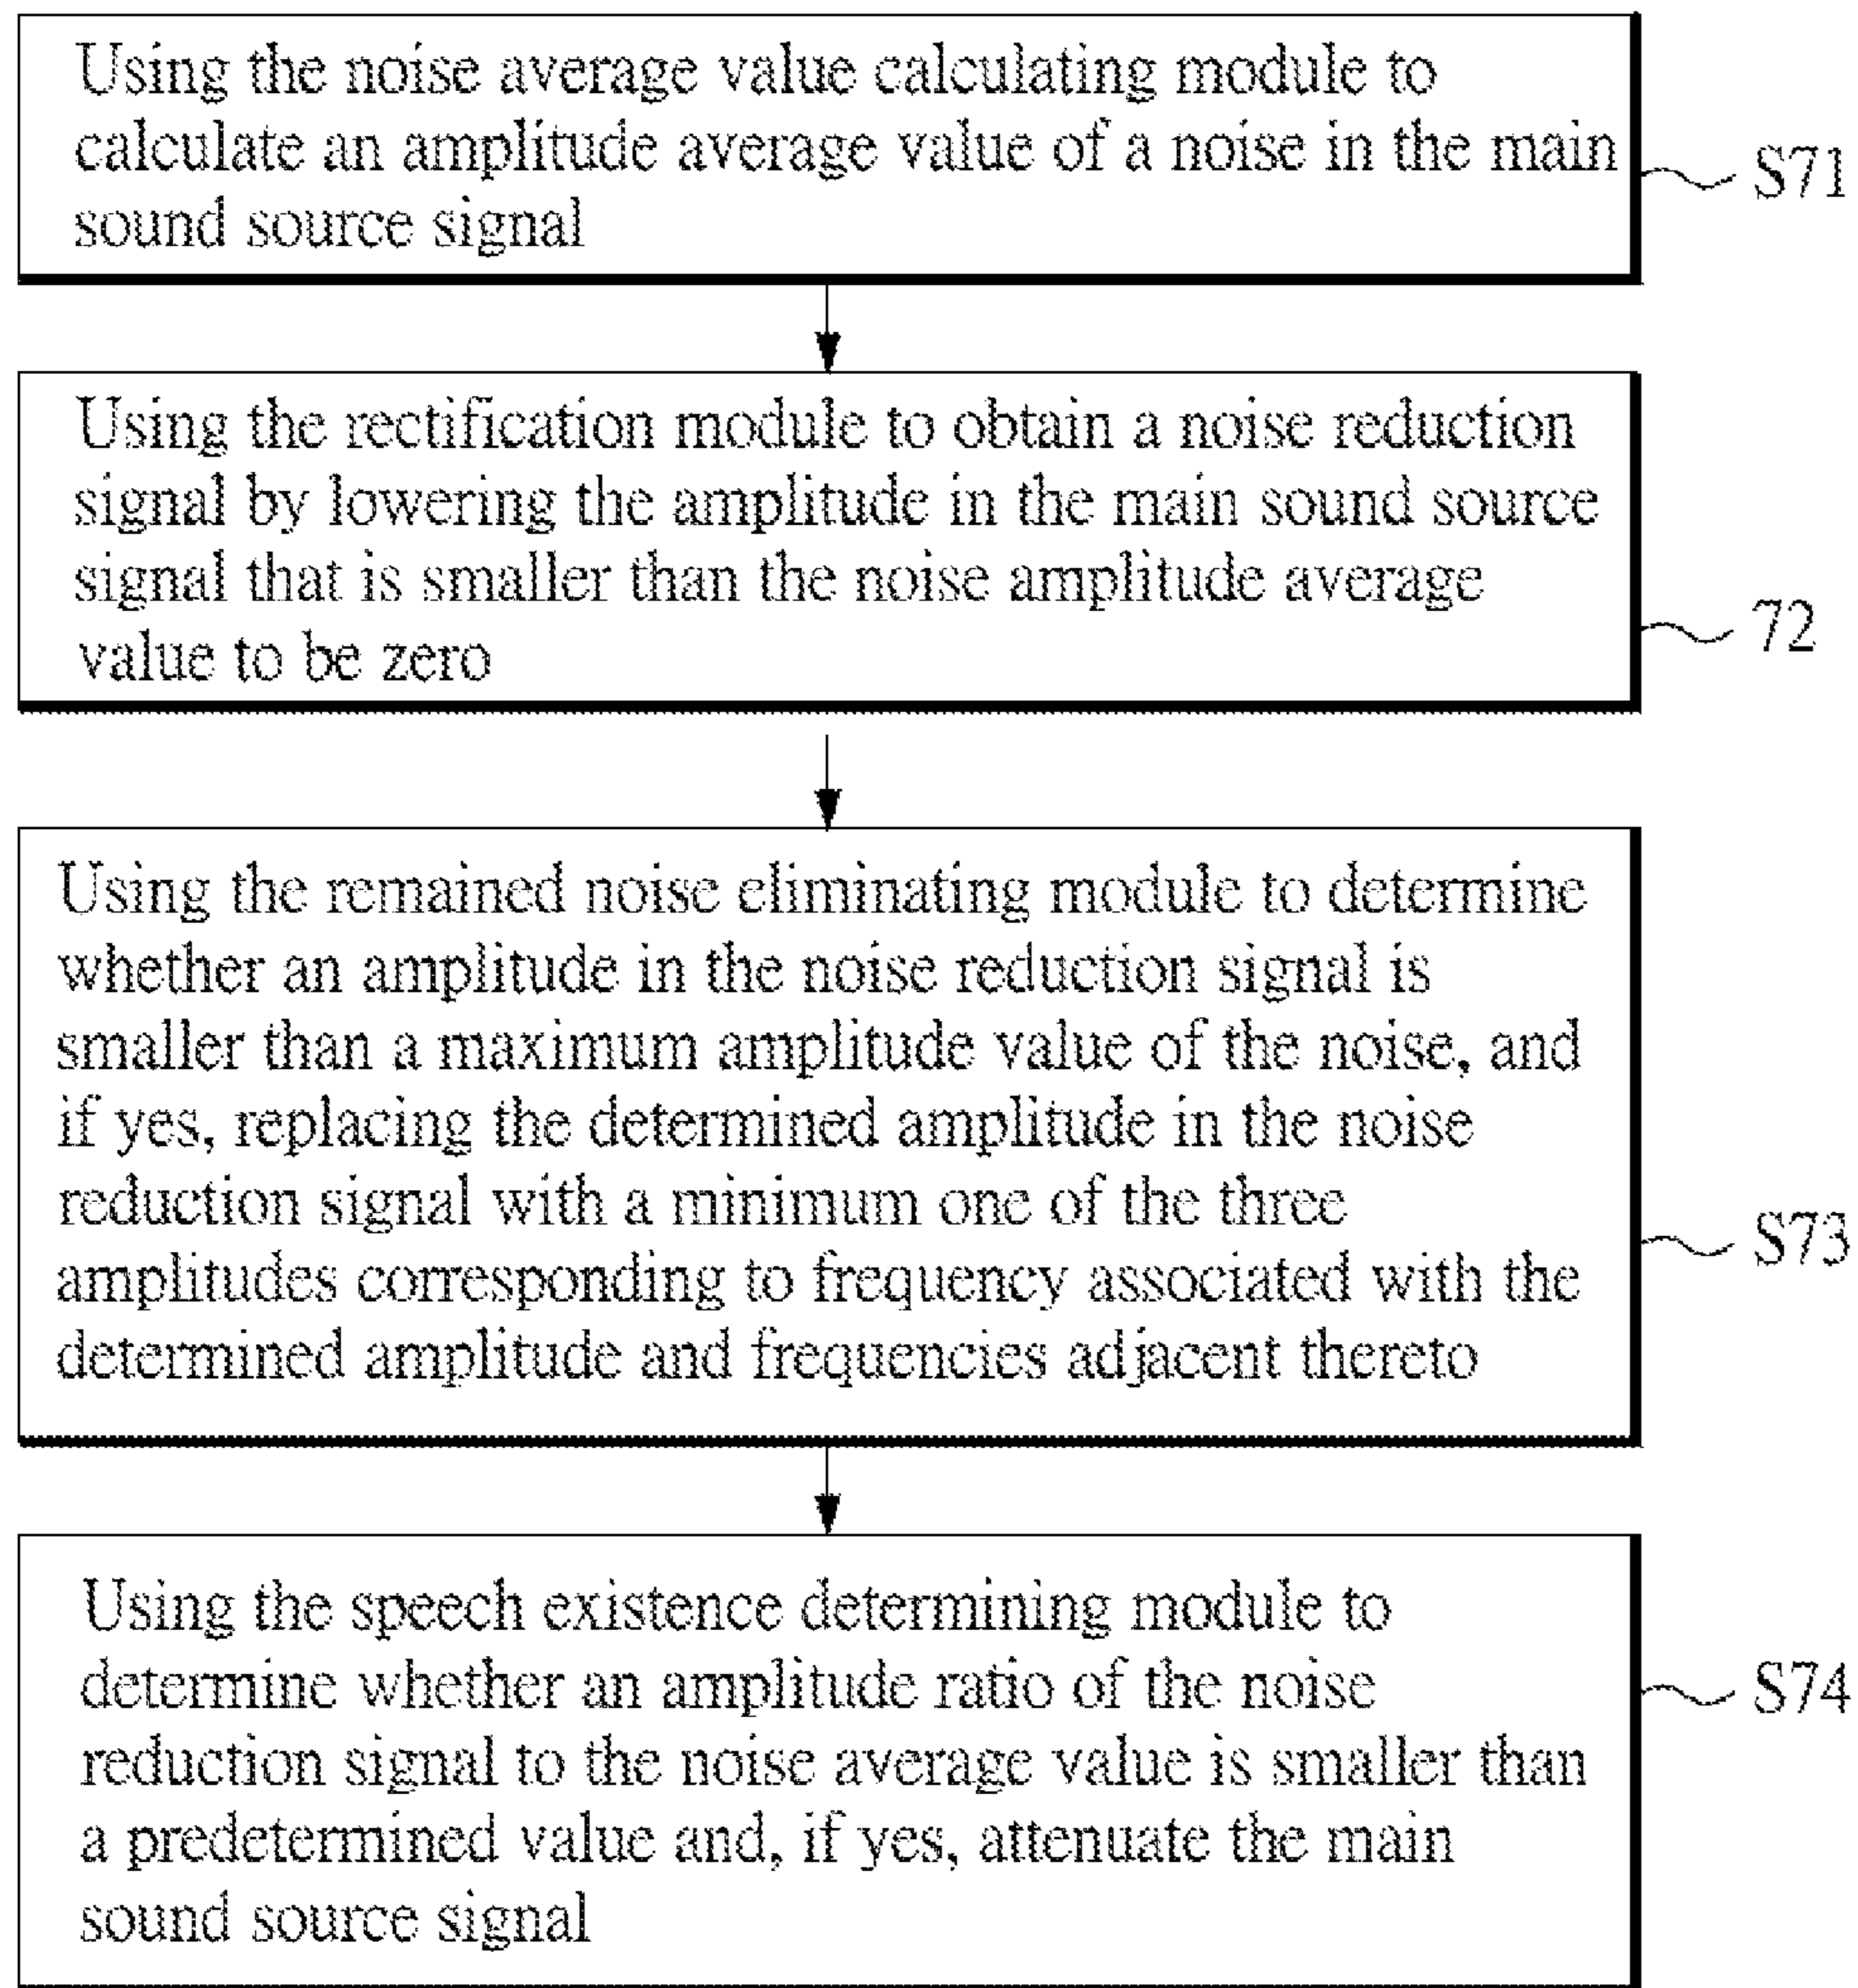 Using the noise average value calculating module to
calculate an amplitude average value of a noise in the main
sound source signal
S71
Using the rectification module to obtain a noise reduction
signal by lowering the amplitude in the main sound source
signal that is smaller than the noise amplitude average
value to be zero
72
Using the remained noise eliminating module to determine
whether an amplitude in the noise reduction signal is
smaller than a maximum amplitude value of the noise, and
if yes, replacing the determined amplitude in the noise
reduction signal with a minimum one of the three
amplitudes corresponding to frequency associated with the
determined amplitude and frequencies adjacent thereto
S73
Using the speech existence determining module to
determine whether an amplitude ratio of the noise
reduction signal to the noise average value is smaller than
a predetermined value and, if yes, attenuate the main
sound source signal
S74